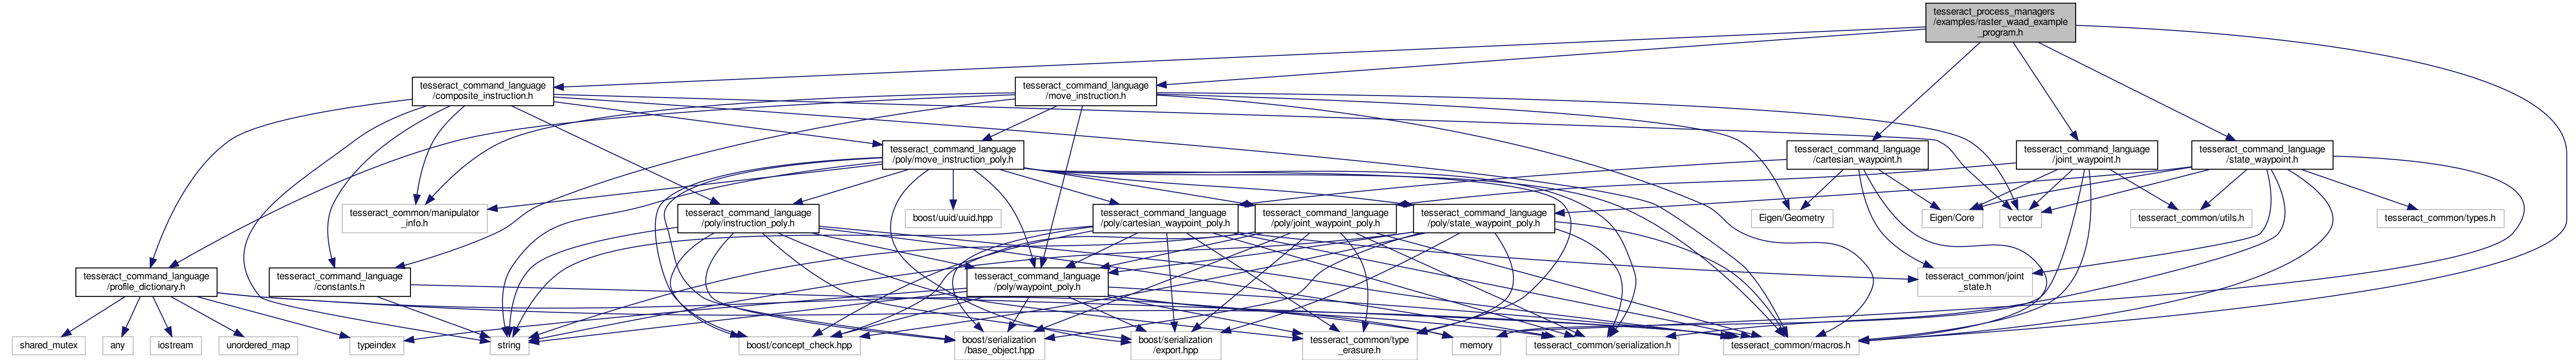 tesseract_process_managers
/examples/raster_waad_example
_program.h
tesseract_command_language
/composite_instruction.h
tesseract_command_language
/move_instruction.h
tesseract_command_language
/poly/move_instruction_poly.h
tesseract_command_language
/cartesian_waypoint.h
tesseract_command_language
/joint_waypoint.h
tesseract_command_language
/state_waypoint.h
tesseract_common/manipulator
_info.h
tesseract_command_language
/poly/instruction_poly.h
boost/uuid/uuid.hpp
tesseract_command_language
/poly/cartesian_waypoint_poly.h
tesseract_command_language
/poly/joint_waypoint_poly.h
tesseract_command_language
/poly/state_waypoint_poly.h
Eigen/Geometry
Eigen/Core
vector
tesseract_common/utils.h
tesseract_common/types.h
tesseract_command_language
/profile_dictionary.h
tesseract_command_language
/constants.h
tesseract_command_language
/poly/waypoint_poly.h
tesseract_common/joint
_state.h
shared_mutex
any
iostream
unordered_map
typeindex
string
boost/concept_check.hpp
boost/serialization
/base_object.hpp
boost/serialization
/export.hpp
tesseract_common/type
_erasure.h
memory
tesseract_common/serialization.h
tesseract_common/macros.h